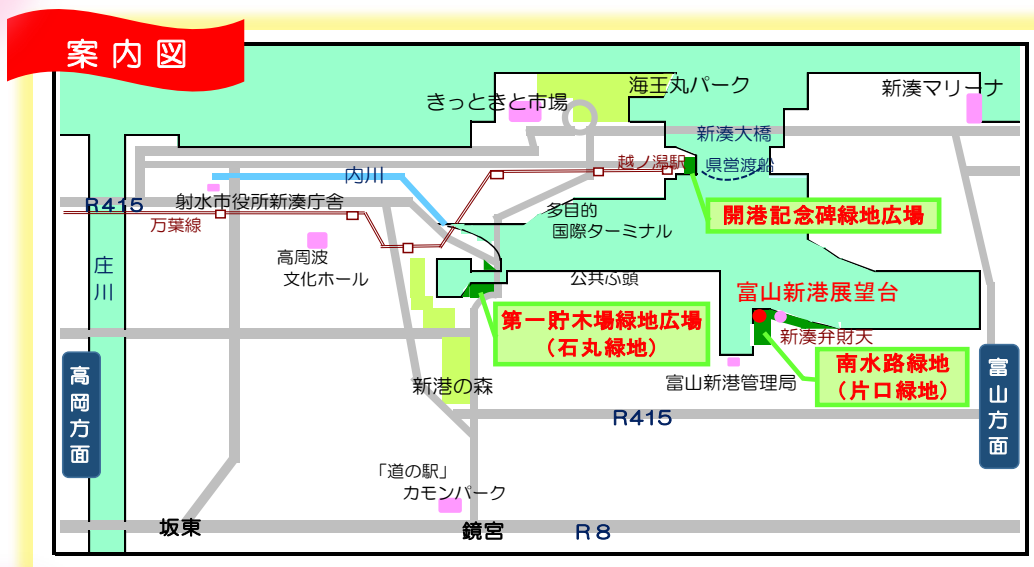 案内図
海王丸パーク
新湊マリーナ
きっときと市場
新湊大橋
越ノ潟駅
県営渡船
内川
射水市役所新湊庁舎
R415
万葉線
多目的
国際ターミナル
開港記念碑緑地広場
高周波
文化ホール
庄川
公共ふ頭
富山新港展望台
第一貯木場緑地広場
(石丸緑地)
新湊弁財天
南水路緑地
(片口緑地)
高岡方面
富山方面
新港の森
富山新港管理局
R415
「道の駅」
カモンパーク
坂東
鏡宮
R8